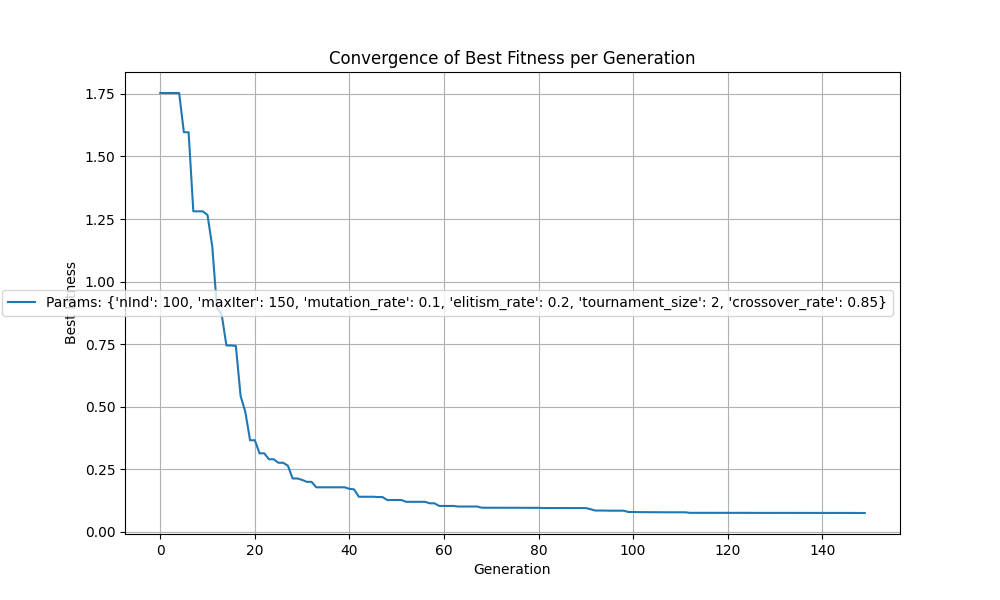 Convergence of Best Fitness per Generation
1.75
1.50
1.25
1.00
0.75
0.50
0.25
0.00
Best Fitness
Params: {'nInd': 100, 'maxIter': 150, 'mutation_rate': 0.1, 'elitism_rate': 0.2, 'tournament_size': 2, 'crossover_rate': 0.85}
0 20 40 60 80 100 120 140
Generation